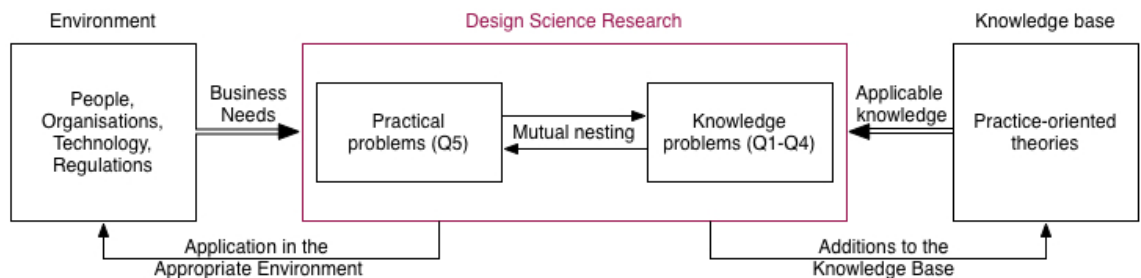 Environment
Design Science Research
Knowledge base
People,
Organisations,
Technology,
Regulations
Business
Needs
Practical
problems (Q5)
Mutual nesting
Knowledge
problems (Q1-Q4)
Applicable
knowledge
Practice-oriented
theories
Application in the
Appropriate Environment
Additions to the
Knowledge Base